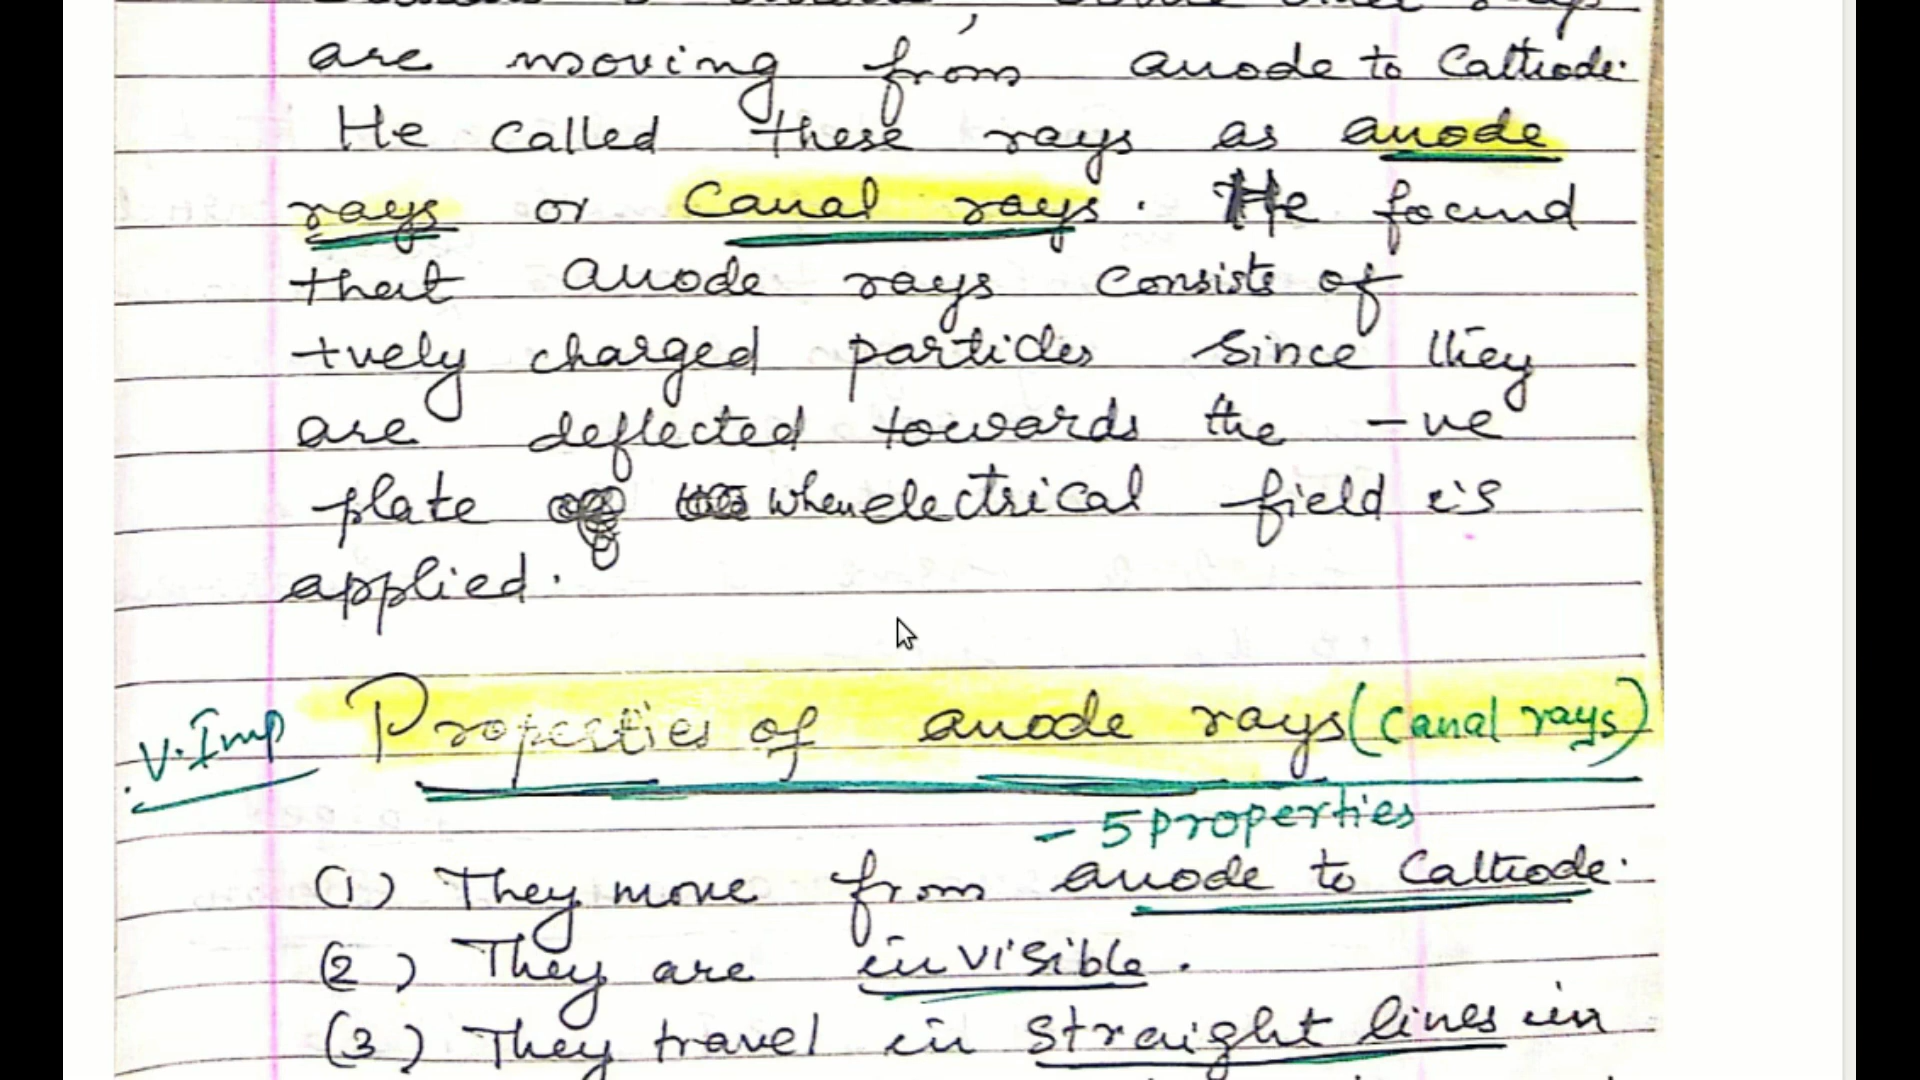 are moving from anode to Cathode.
He called these rays as anode
rays or Canal rays. He found
that anode rays consists of
+vely charged particles since they
are deflected towards the -ve
plate when electrical field is
applied.
V.Imp Properties of anode rays (Canal rays)
- 5 properties
(1) They move from anode to Cathode.
(2) They are invisible.
(3) They travel in straight lines in